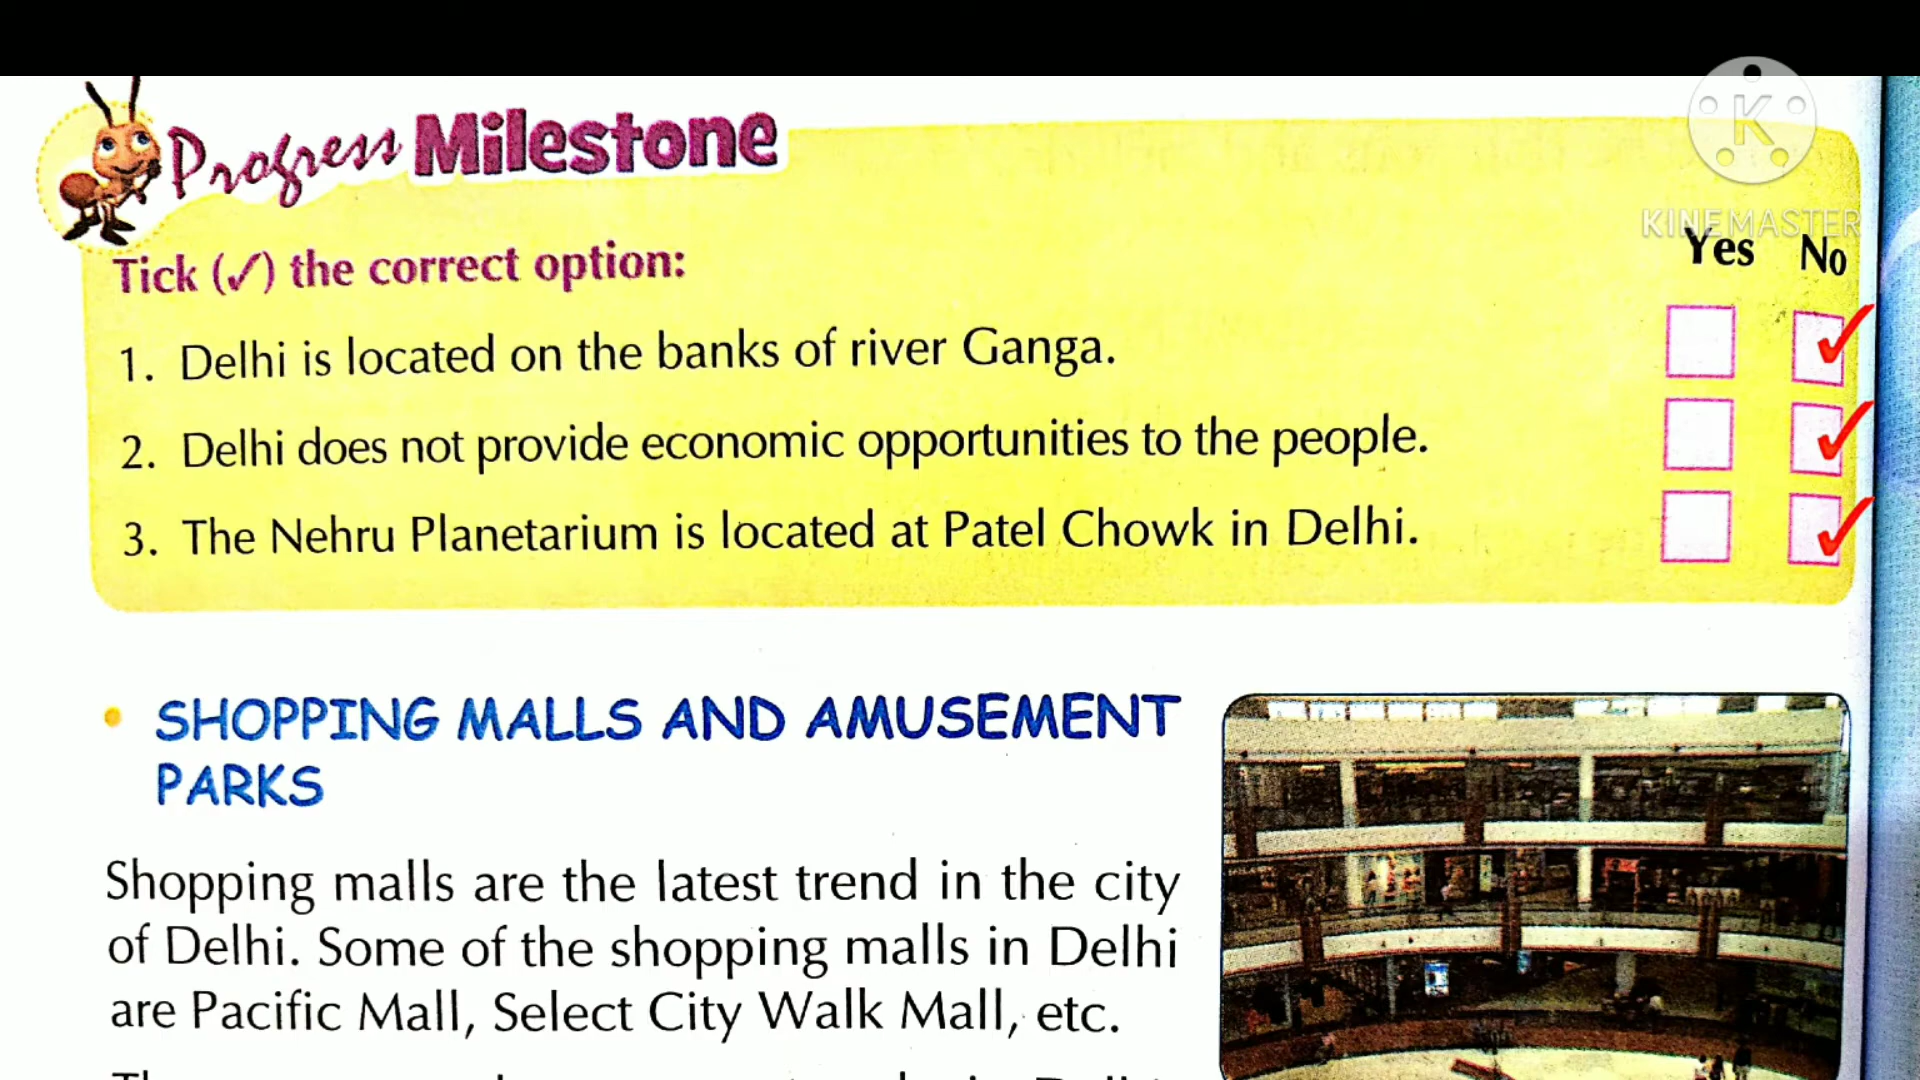 K
KINEMASTER
Progress Milestone
Tick (✓) the correct option:
Yes No
1. Delhi is located on the banks of river Ganga.
2. Delhi does not provide economic opportunities to the people.
3. The Nehru Planetarium is located at Patel Chowk in Delhi.
• SHOPPING MALLS AND AMUSEMENT
PARKS
Shopping malls are the latest trend in the city
of Delhi. Some of the shopping malls in Delhi
are Pacific Mall, Select City Walk Mall, etc.